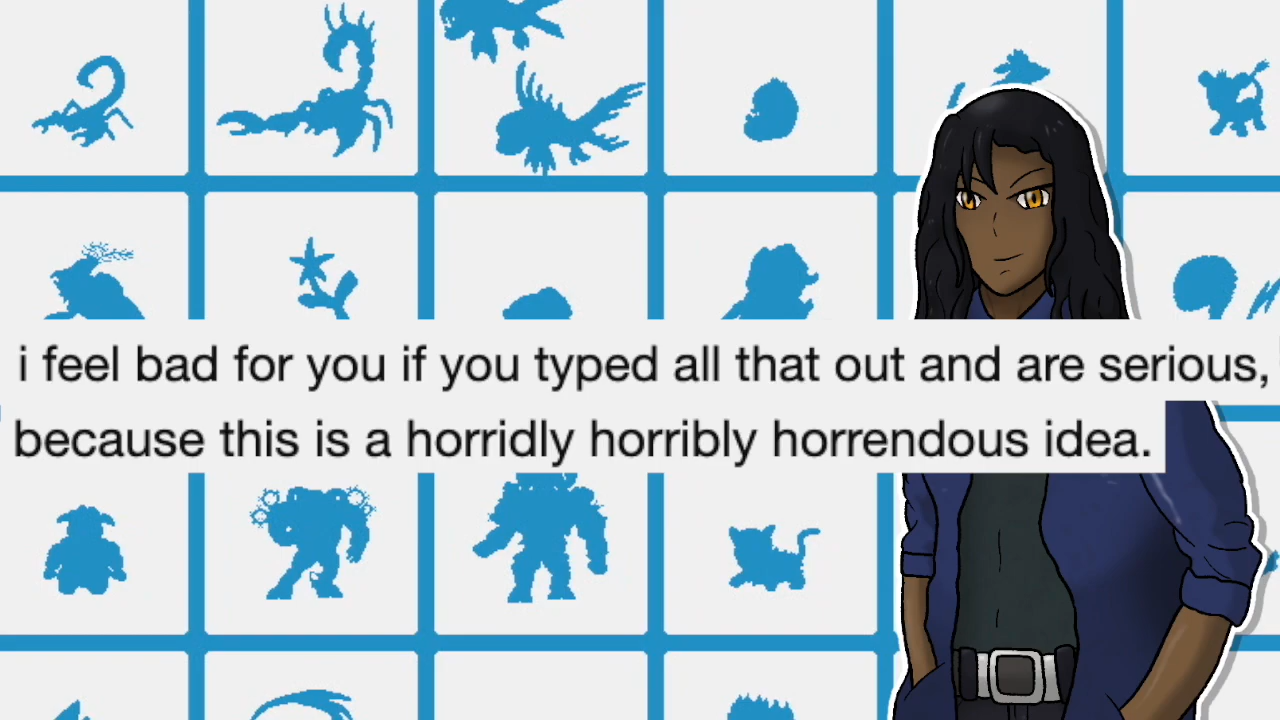 i feel bad for you if you typed all that out and are serious,
because this is a horridly horribly horrendous idea.